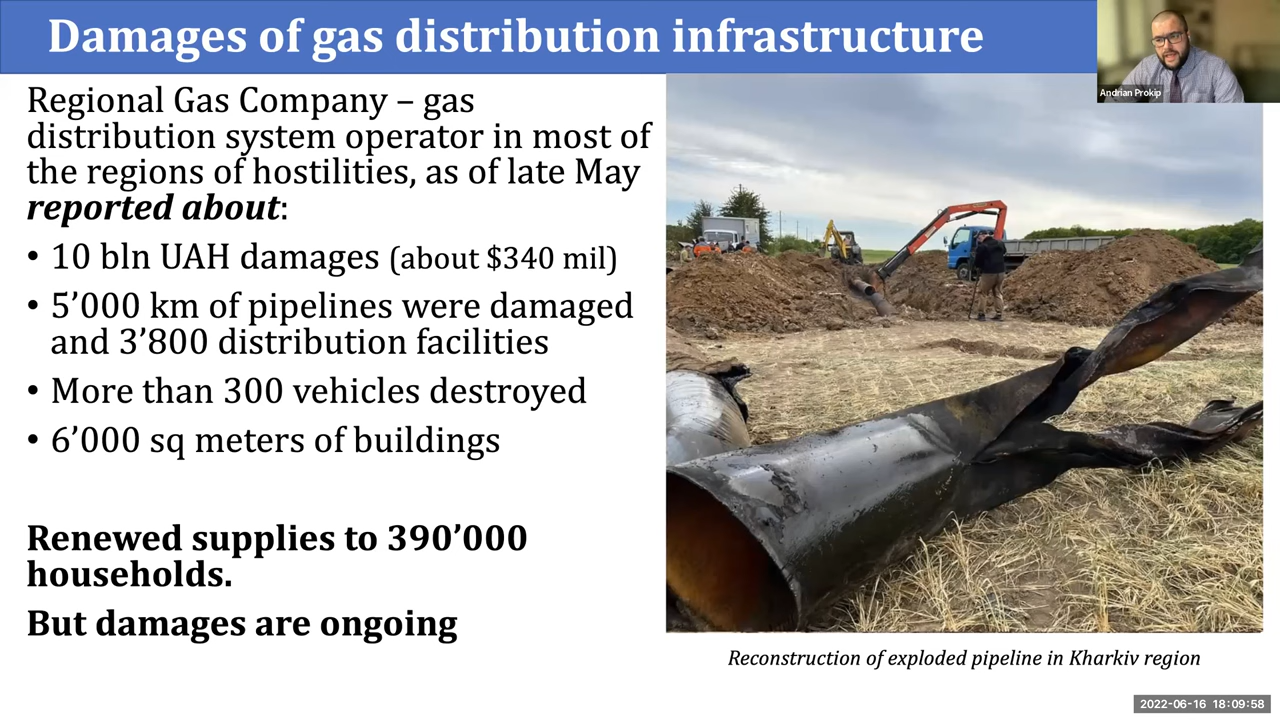 Damages of gas distribution infrastructure
Andrian Prokip
Regional Gas Company – gas
distribution system operator in most of
the regions of hostilities, as of late May
reported about:
• 10 bln UAH damages (about $340 mil)
• 5’000 km of pipelines were damaged
and 3’800 distribution facilities
• More than 300 vehicles destroyed
• 6’000 sq meters of buildings
Renewed supplies to 390’000
households.
But damages are ongoing
Reconstruction of exploded pipeline in Kharkiv region
2022-06-16 18:09:58